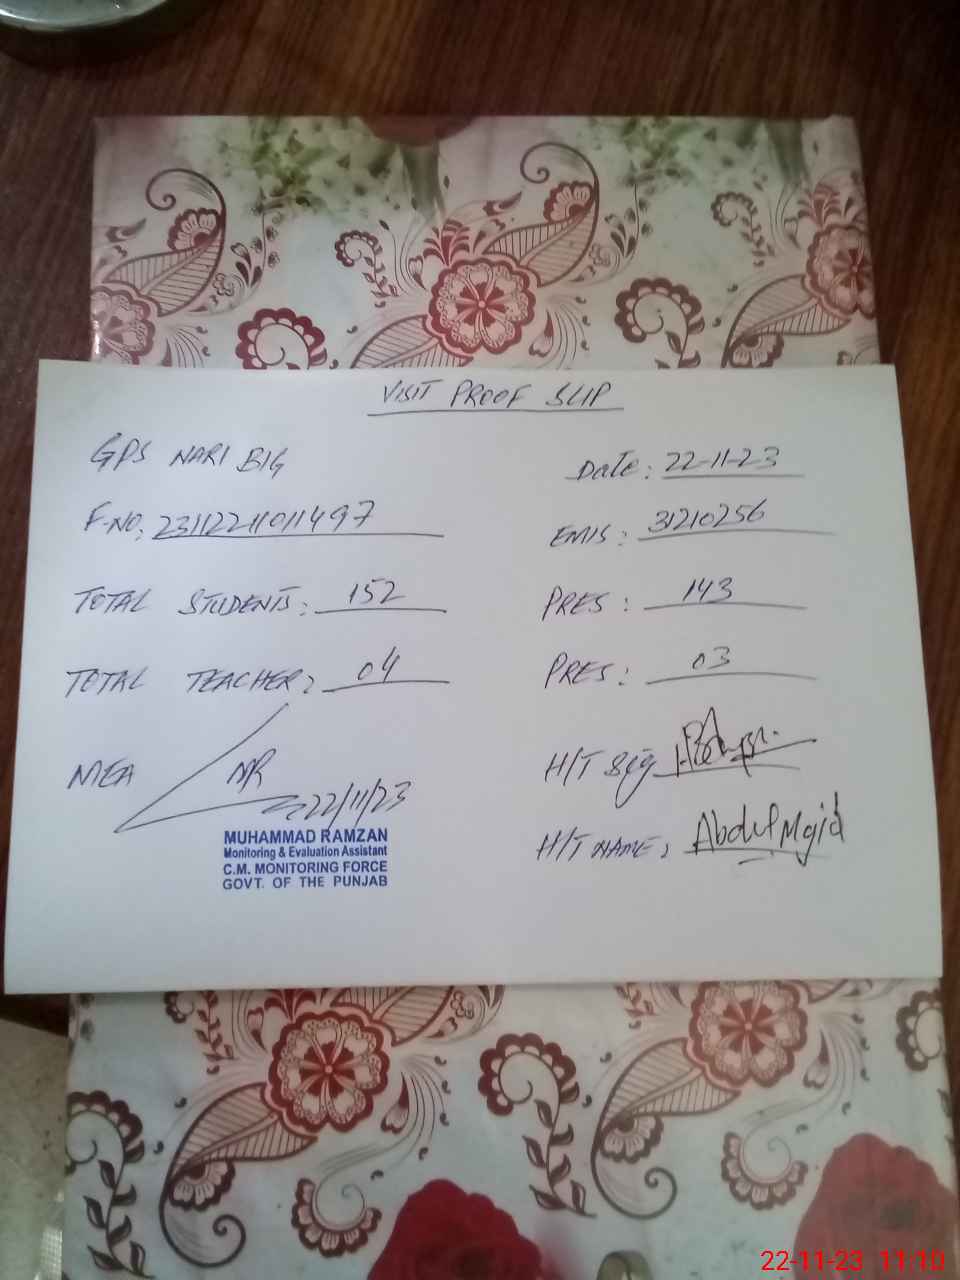 VISIT PROOF SLIP
GPS NARI BIG
Date: 22-11-23
F-NO: 23112211011497
EMIS: 31210256
TOTAL STUDENTS: 152
PRES: 143
TOTAL TEACHER: 04
PRES: 03
MEA MR
22/11/23
H/T Sig
MUHAMMAD RAMZAN
Monitoring & Evaluation Assistant
C.M. MONITORING FORCE
GOVT. OF THE PUNJAB
H/T NAME: Abdul Majid
22-11-23 11:10